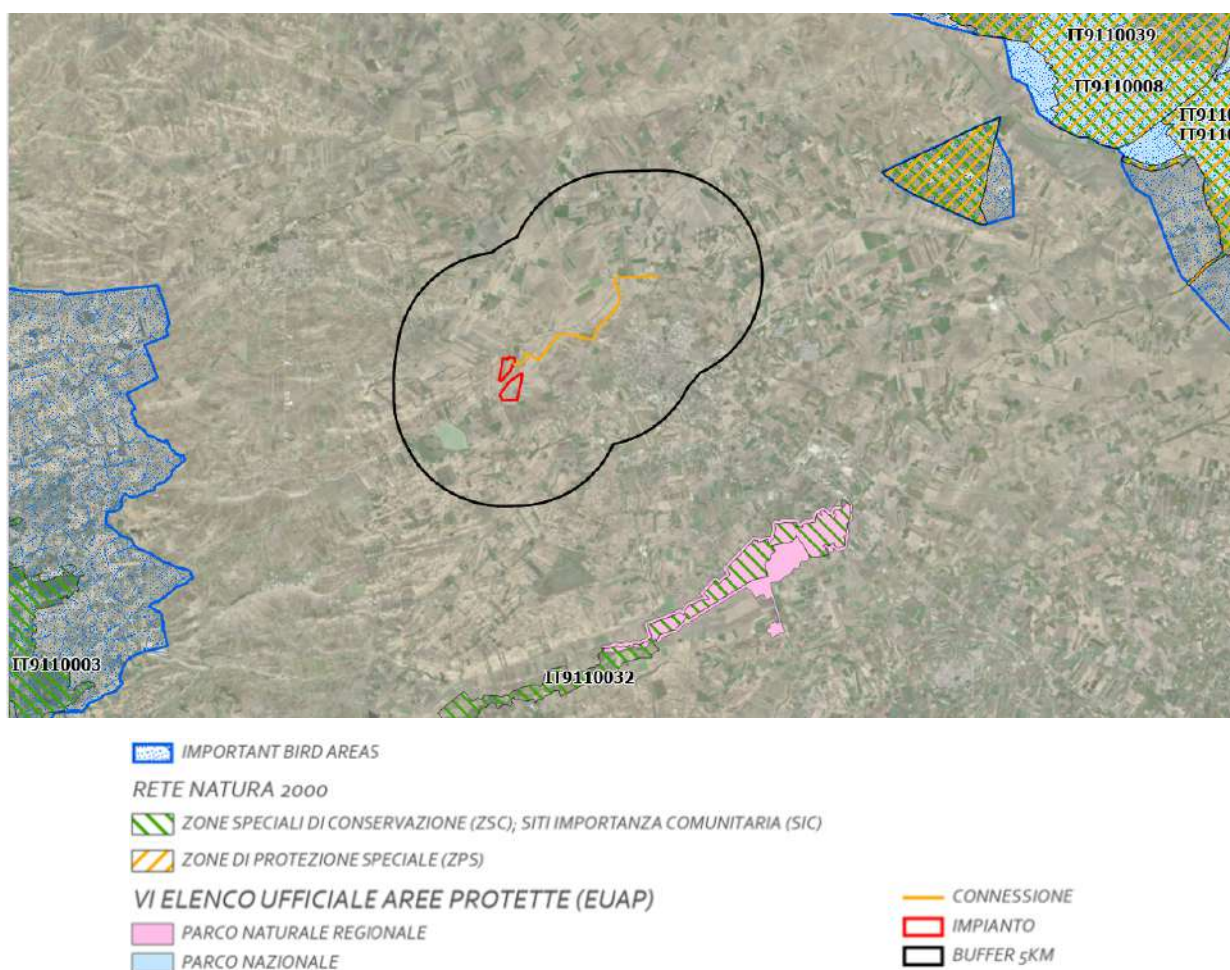 IT9110039
IT9110008
IT911
IT911
IT9110003
IT9110032
IMPORTANT BIRD AREAS
RETE NATURA 2000
ZONE SPECIALI DI CONSERVAZIONE (ZSC); SITI IMPORTANZA COMUNITARIA (SIC)
ZONE DI PROTEZIONE SPECIALE (ZPS)
VI ELENCO UFFICIALE AREE PROTETTE (EUAP)
CONNESSIONE
PARCO NATURALE REGIONALE
IMPIANTO
PARCO NAZIONALE
BUFFER 5KM